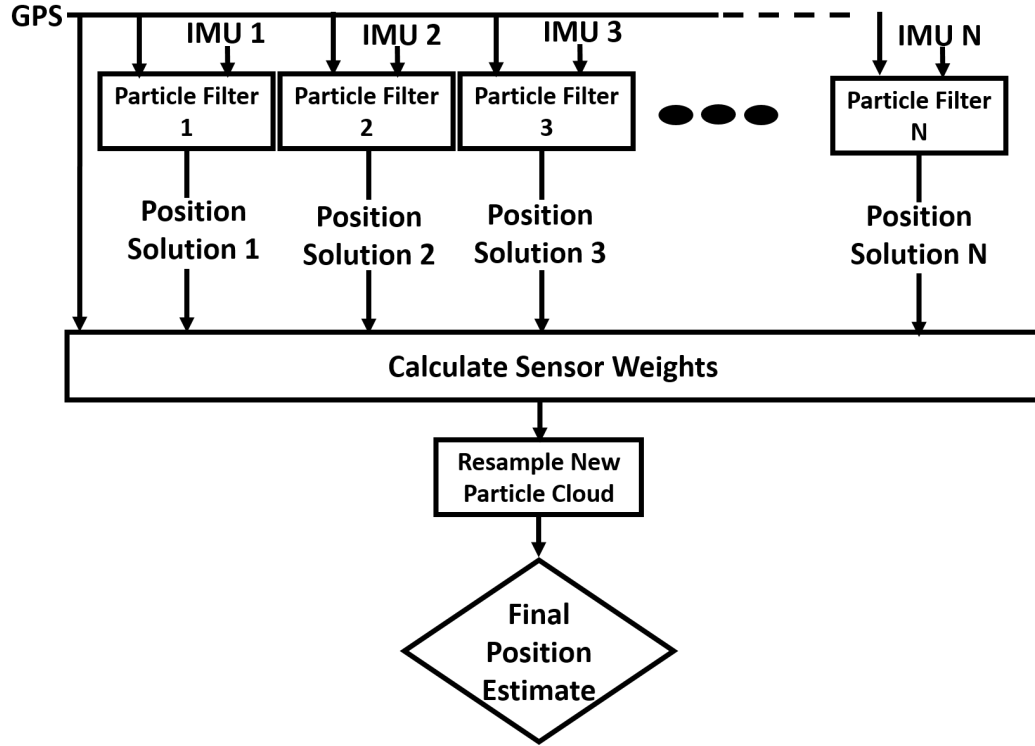 GPS
IMU 1
IMU 2
IMU 3
IMU N
Particle Filter
1
Particle Filter
2
Particle Filter
3
Particle Filter
N
Position
Solution 1
Position
Solution 2
Position
Solution 3
Position
Solution N
Calculate Sensor Weights
Resample New
Particle Cloud
Final
Position
Estimate